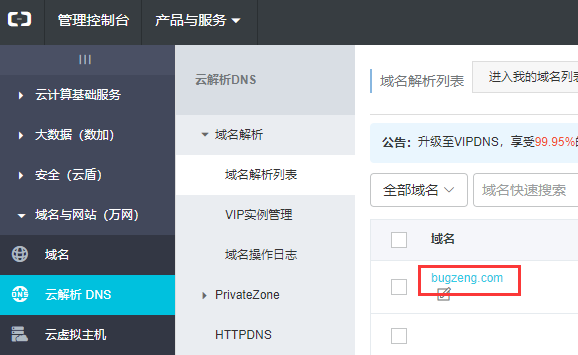 管理控制台 产品与服务
云计算基础服务
大数据（数加）
安全（云盾）
域名与网站（万网）
域名
云解析 DNS
云虚拟主机
云解析DNS
域名解析
域名解析列表
VIP实例管理
域名操作日志
PrivateZone
HTTPDNS
域名解析列表
进入我的域名列表
公告：升级至VIPDNS，享受99.95%的
全部域名 域名快速搜索
域名
bugzeng.com